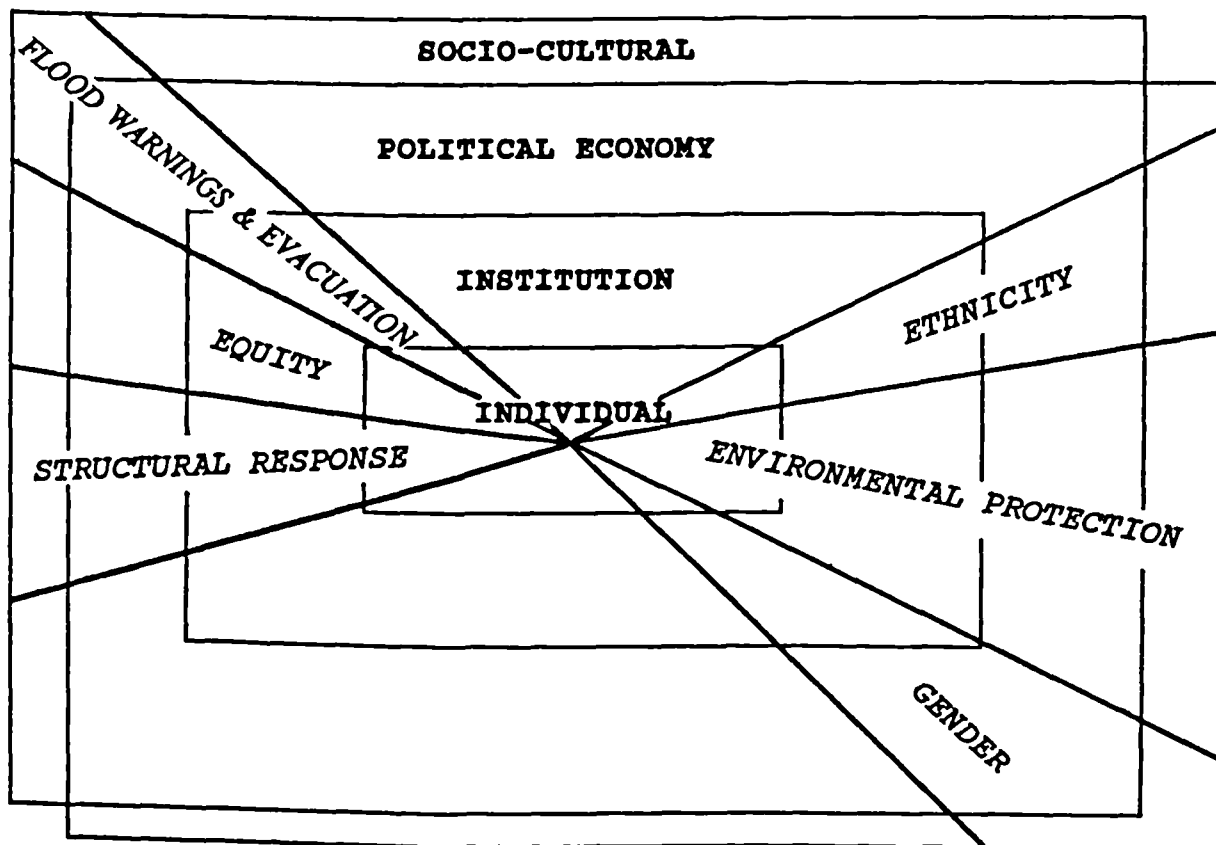 SOCIO-CULTURAL
FLOOD WARNINGS & EVACUATION
POLITICAL ECONOMY
INSTITUTION
ETHNICITY
EQUITY
INDIVIDUAL
STRUCTURAL RESPONSE
ENVIRONMENTAL PROTECTION
GENDER